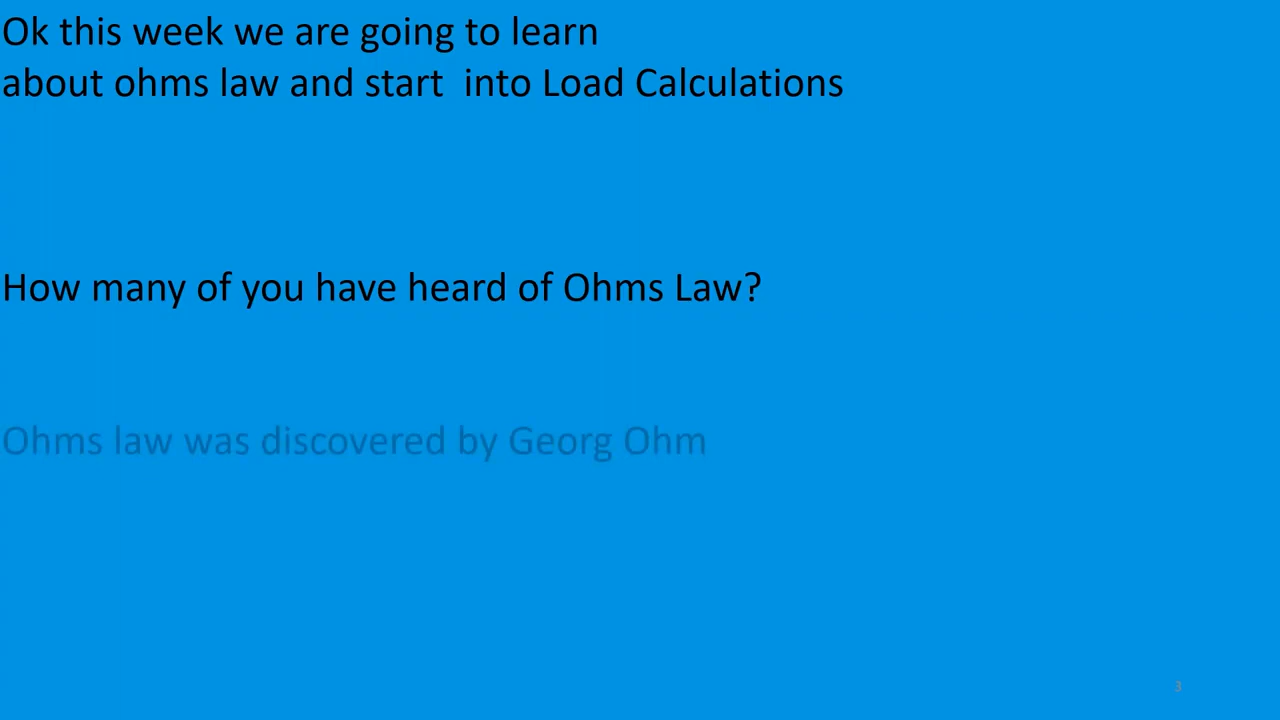 Ok this week we are going to learn
about ohms law and start  into Load Calculations
How many of you have heard of Ohms Law?
Ohms law was discovered by Georg Ohm
3